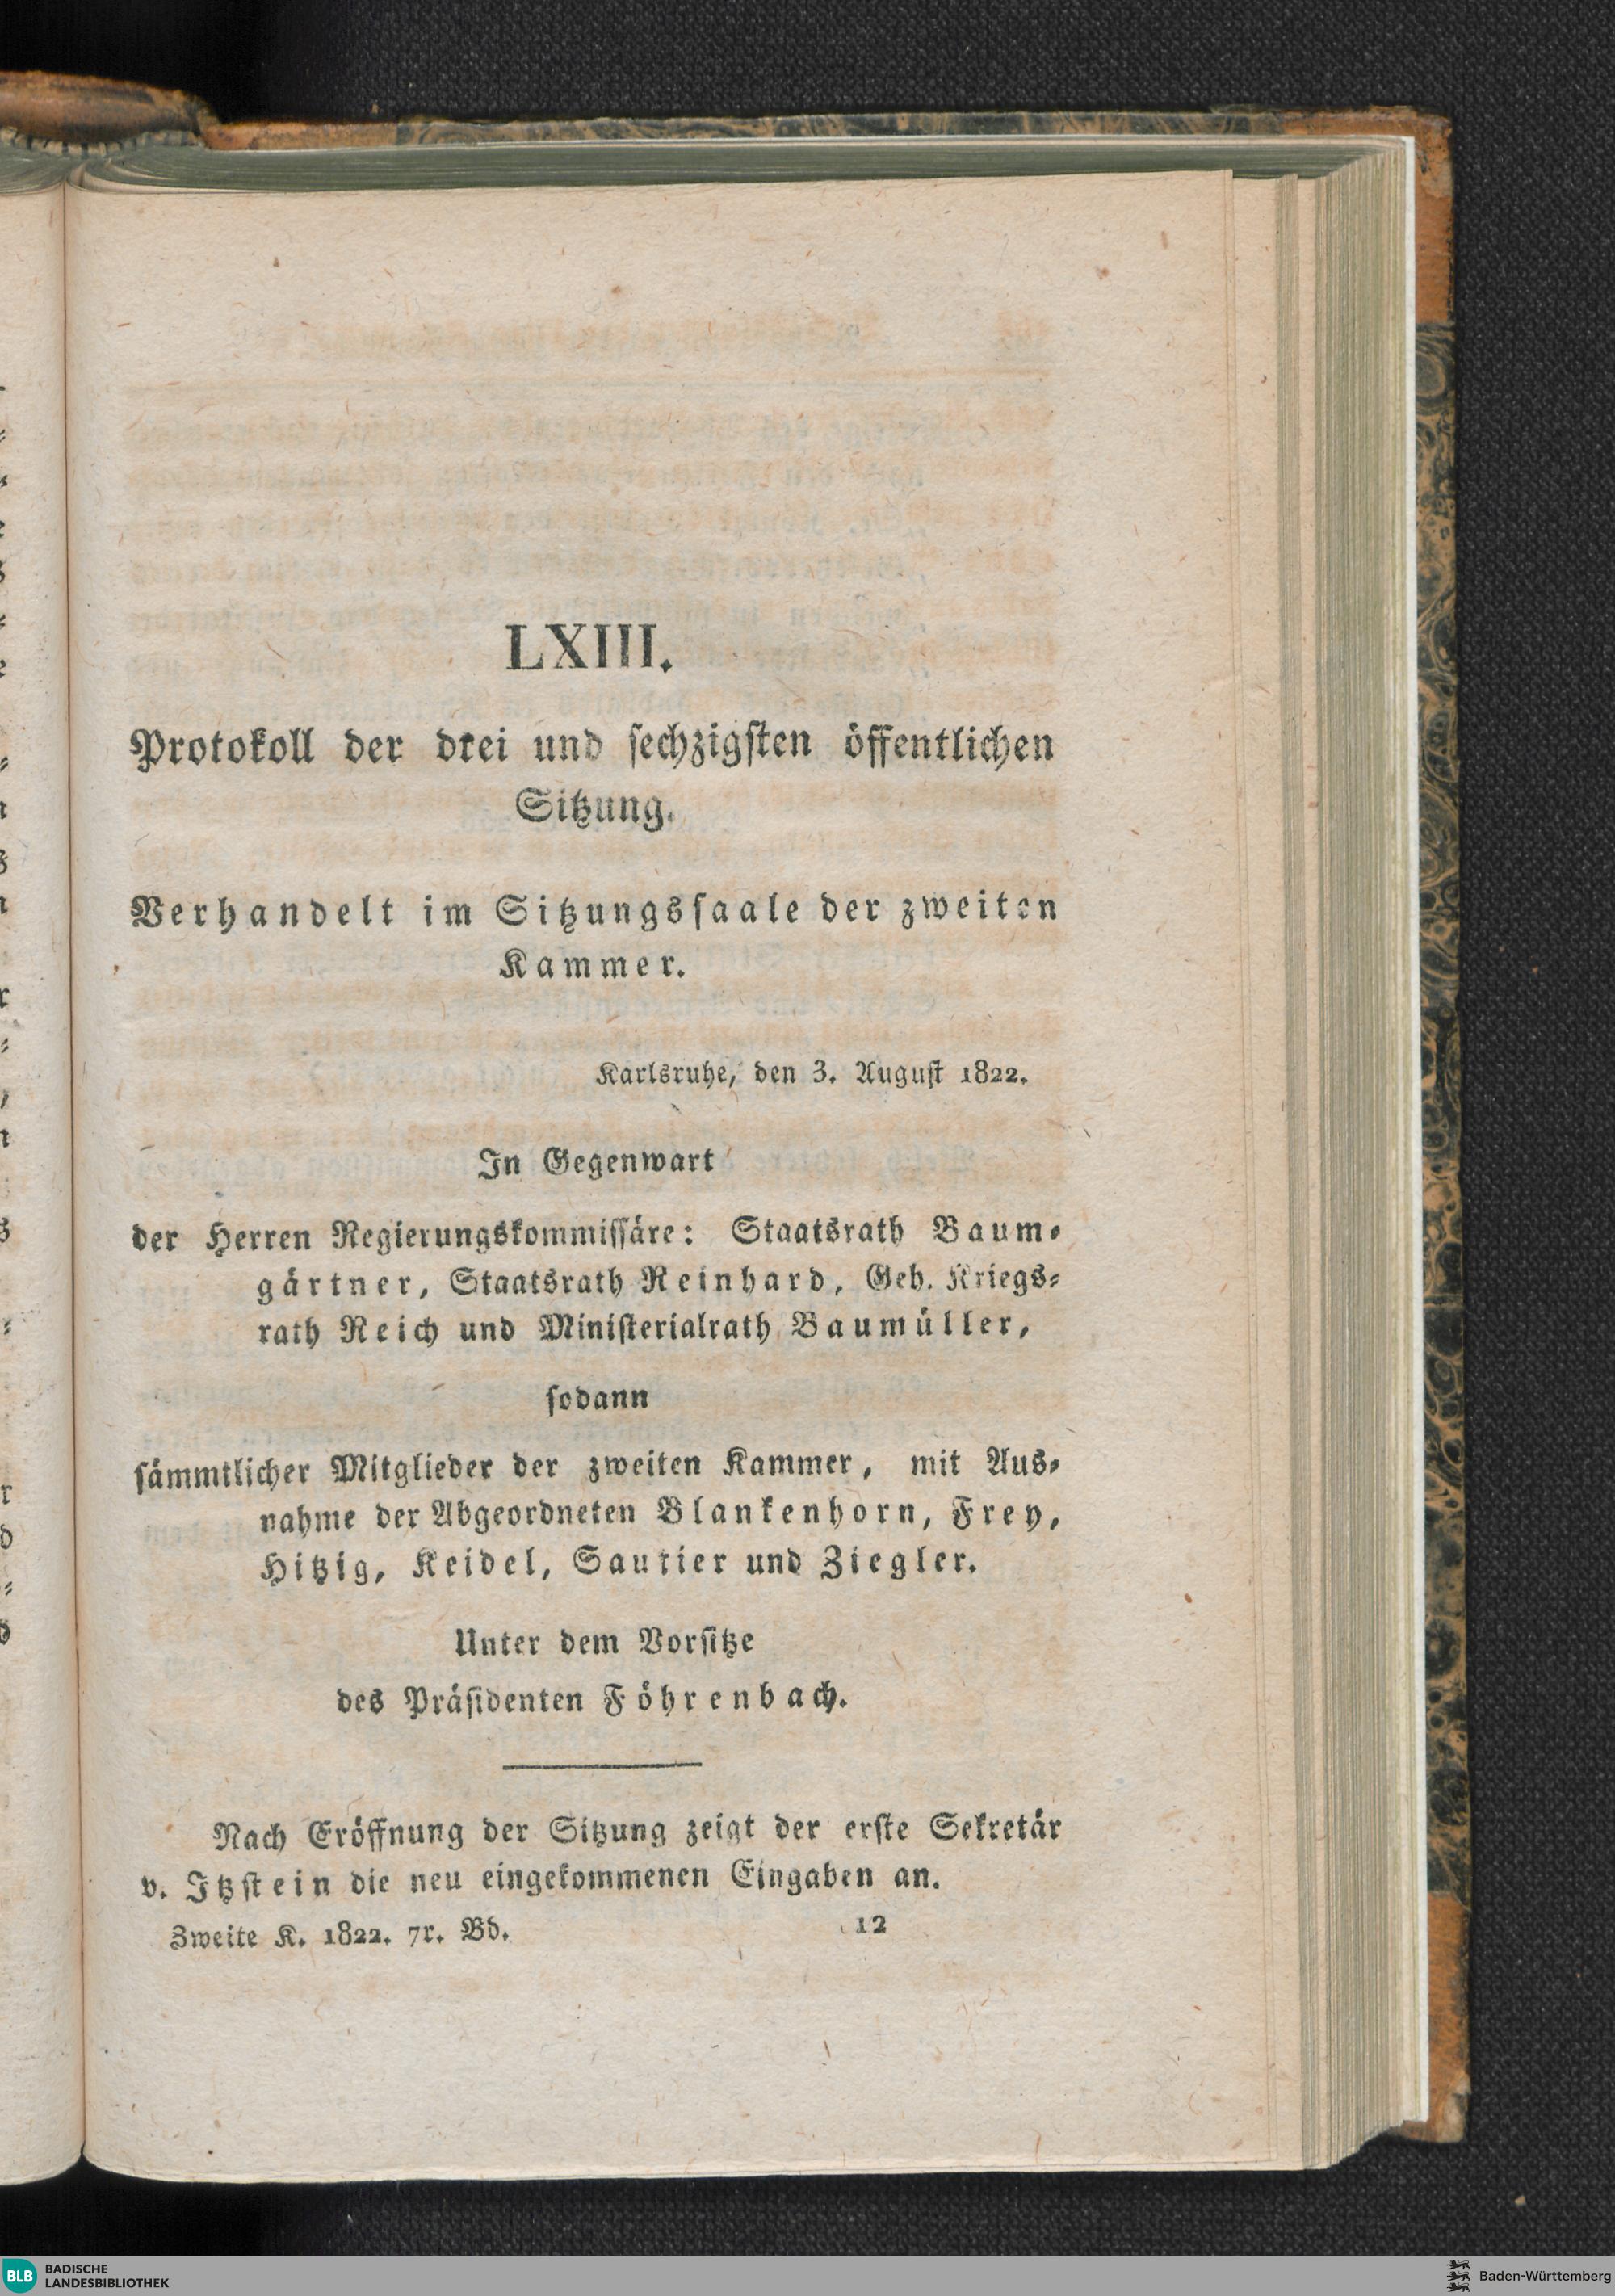 LXIII.
Protokoll der drei und sechzigsten öffentlichen
Sitzung.
Verhandelt im Sitzungssaale der zweiten
Kammer.
Karlsruhe, den 3. August 1822.
In Gegenwart
der Herren Regierungskommissäre: Staatsrath Baum-
gärtner, Staatsrath Reinhard, Geh. Kriegs-
rath Reich und Ministerialrath Baumüller,
sodann
sämmtlicher Mitglieder der zweiten Kammer, mit Aus-
nahme der Abgeordneten Blankenhorn, Frey,
Hitzig, Keidel, Sautier und Ziegler.
Unter dem Vorsitze
des Präsidenten Föhrenbach.
Nach Eröffnung der Sitzung zeigt der erste Sekretär
v. Itzstein die neu eingekommenen Eingaben an.
Zweite K. 1822. 7r. Bd. 12
BLB BADISCHE
LANDESBIBLIOTHEK
Baden-Württemberg